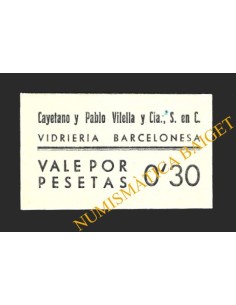 Cayetano y Pablo Vilella y Cía., S. en C.
VIDRIERIA BARCELONESA
VALE POR
PESETAS 0'30
NUMISMÀTICA BAIGET